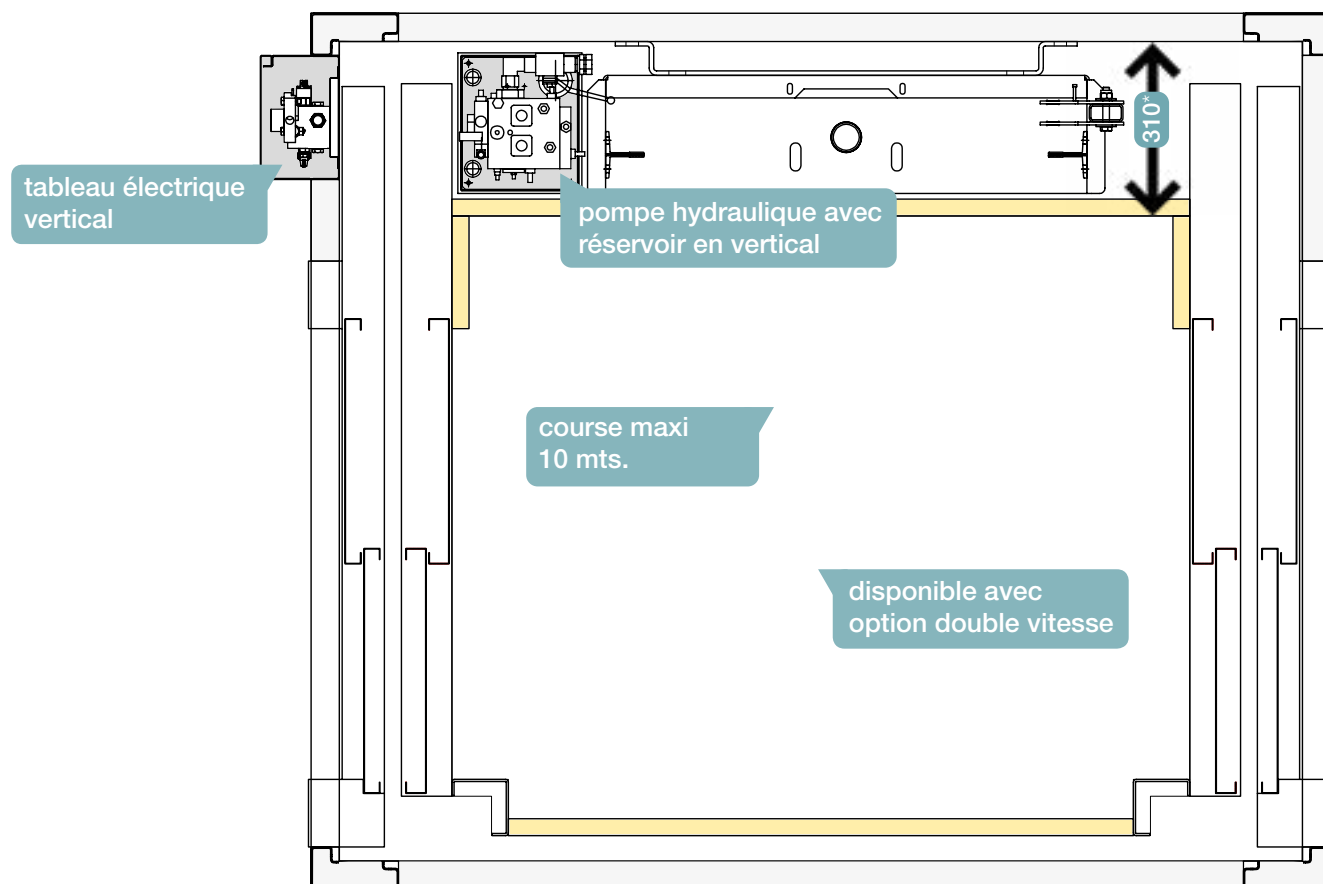 310*
tableau électrique
vertical
pompe hydraulique avec
réservoir en vertical
course maxi
10 mts.
disponible avec
option double vitesse